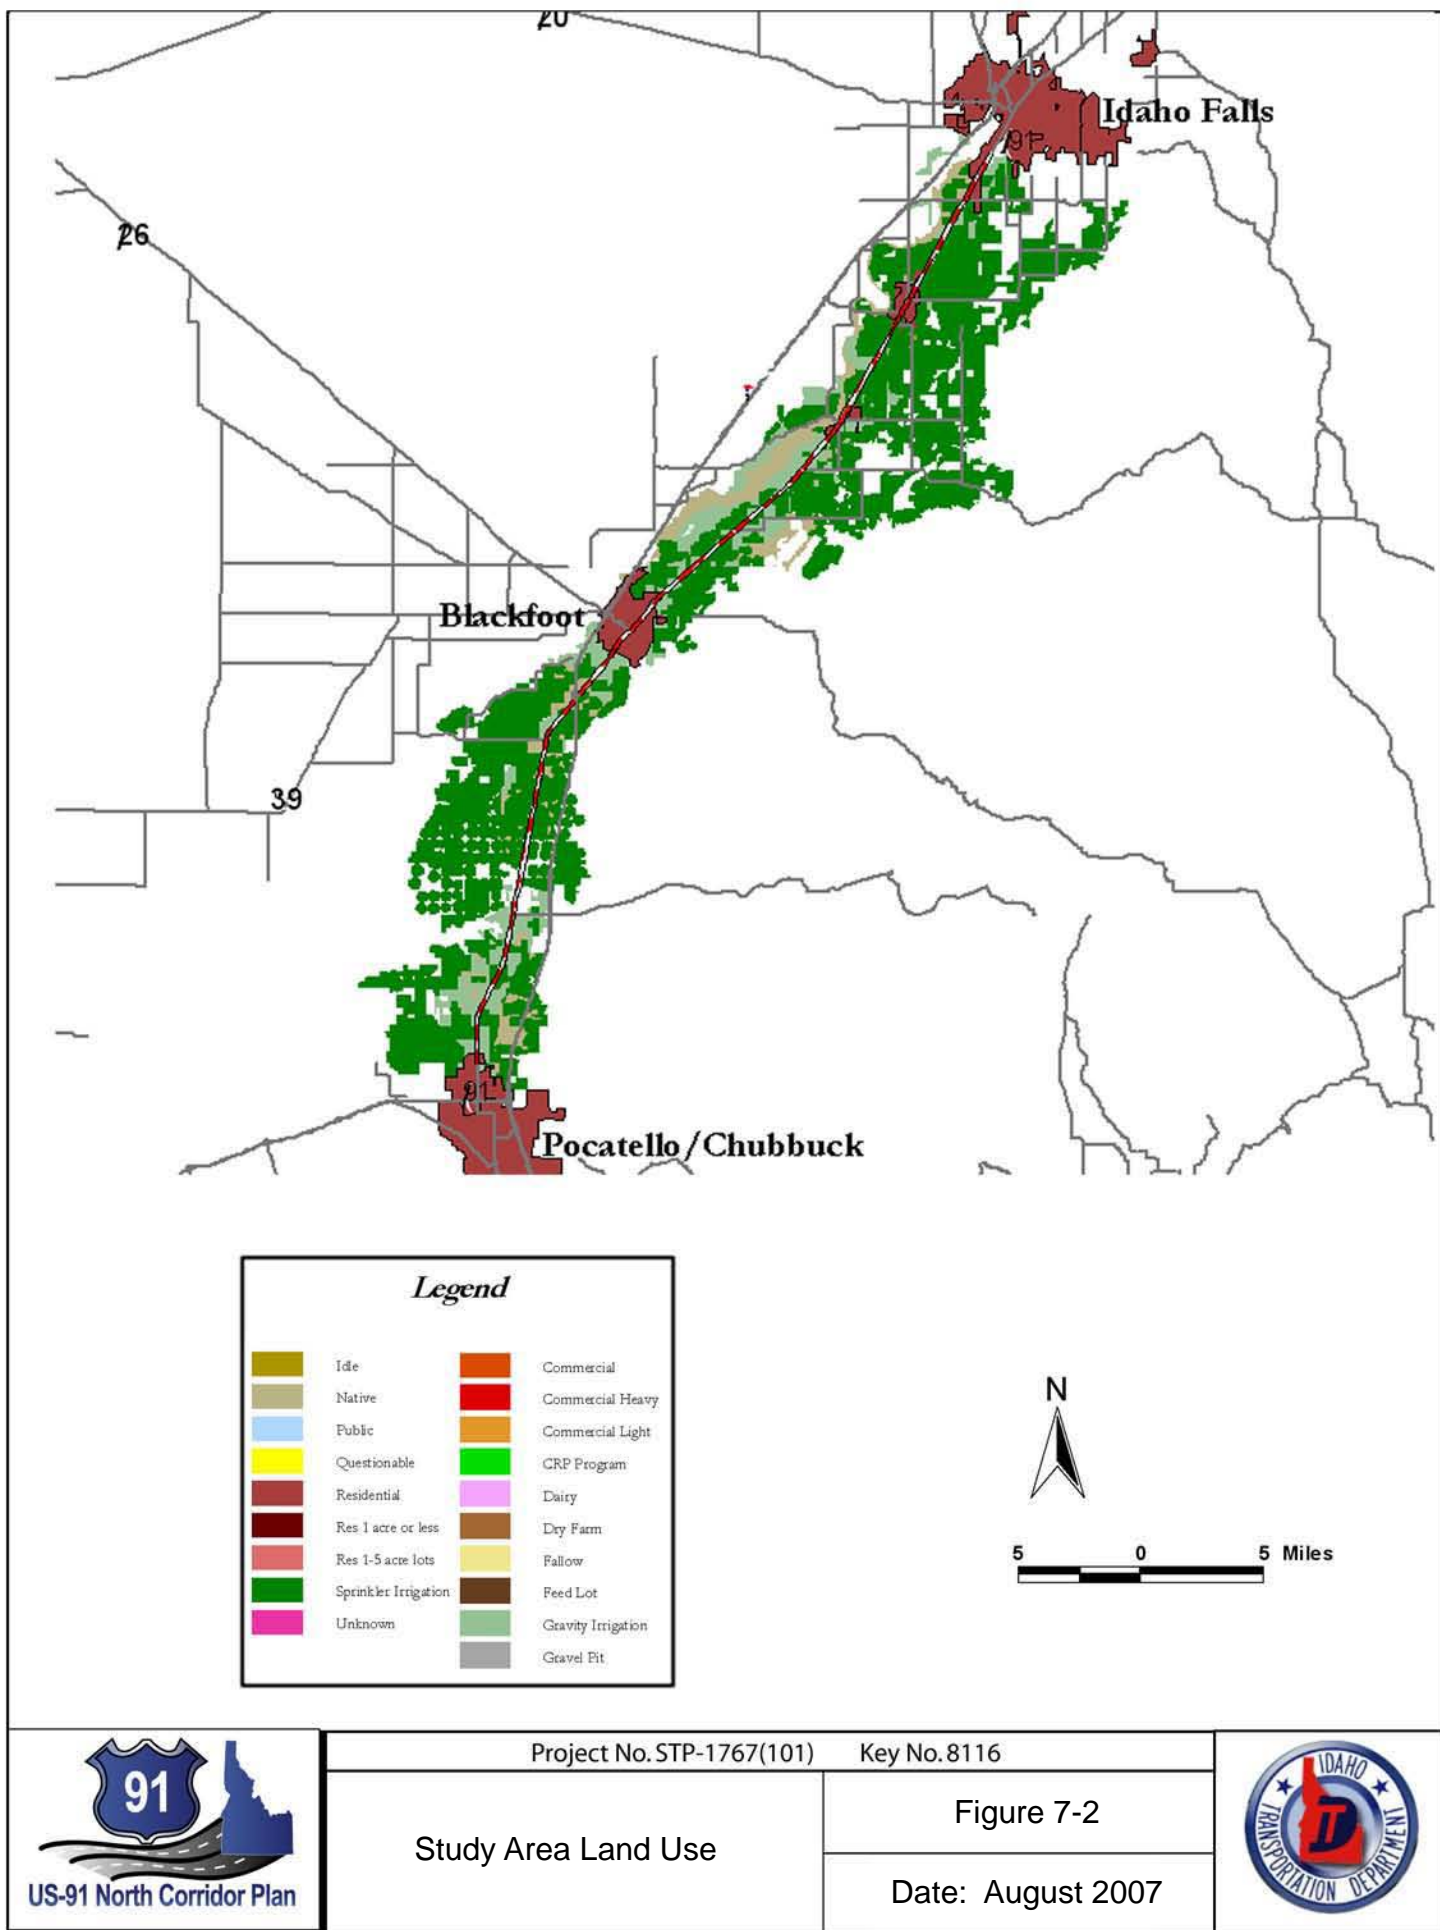 20
Idaho Falls
91
26
Blackfoot
39
91
Pocatello/Chubbuck
Legend
Idle
Native
Public
Questionable
Residential
Res 1 acre or less
Res 1-5 acre lots
Sprinkler Irrigation
Unknown
Commercial
Commercial Heavy
Commercial Light
CRP Program
Dairy
Dry Farm
Fallow
Feed Lot
Gravity Irrigation
Gravel Pit
N
5 0 5 Miles
91
US-91 North Corridor Plan
Project No. STP-1767(101) Key No. 8116
Study Area Land Use
Figure 7-2
Date: August 2007
IDAHO
TRANSPORTATION DEPARTMENT